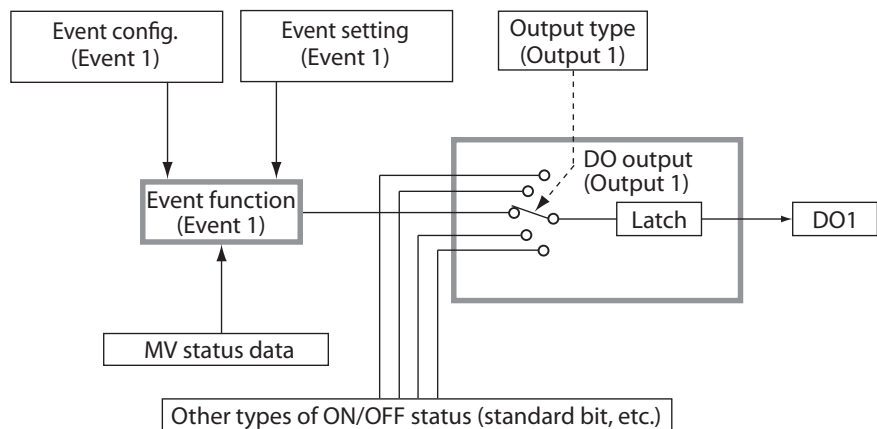 Event config.
(Event 1)
Event setting
(Event 1)
Output type
(Output 1)
DO output
(Output 1)
Event function
(Event 1)
Latch
DO1
MV status data
Other types of ON/OFF status (standard bit, etc.)